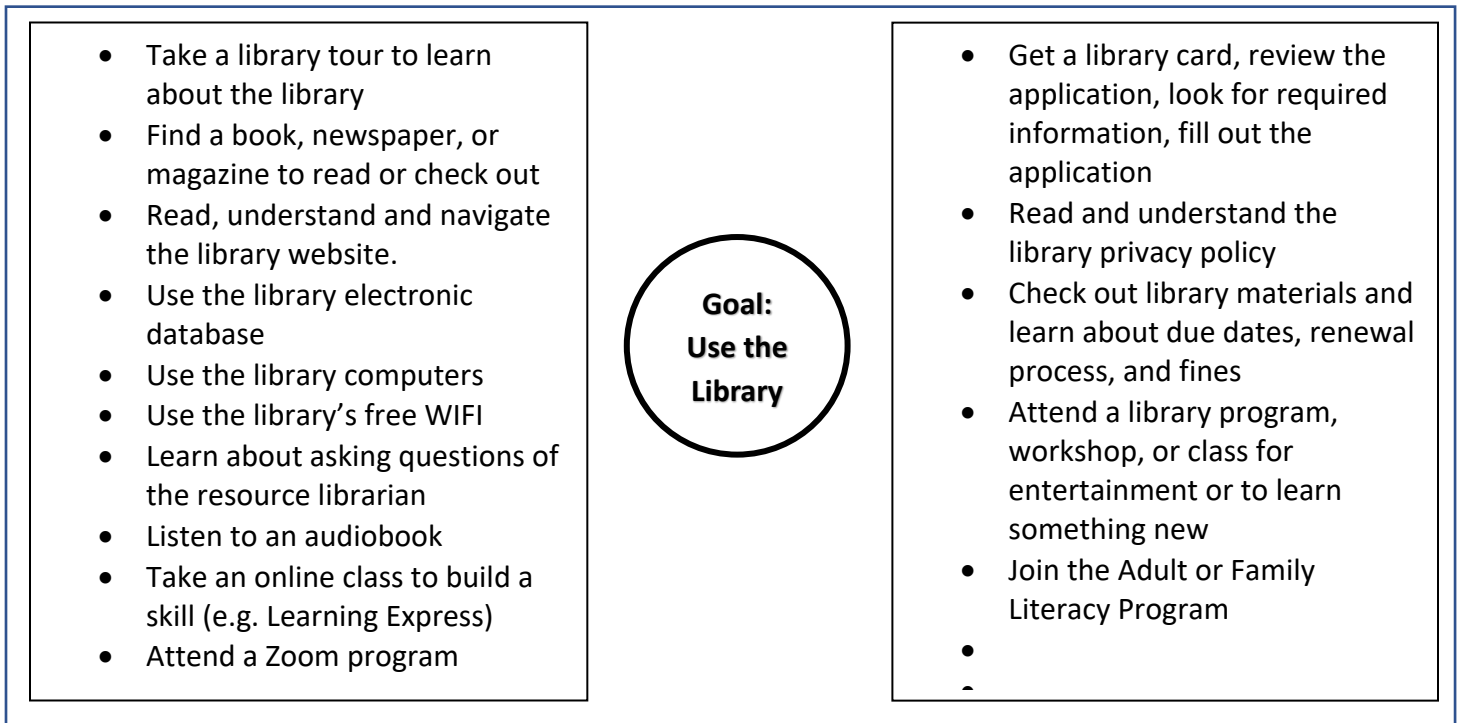 • Take a library tour to learn
about the library
• Find a book, newspaper, or
magazine to read or check out
• Read, understand and navigate
the library website.
• Use the library electronic
database
• Use the library computers
• Use the library’s free WIFI
• Learn about asking questions of
the resource librarian
• Listen to an audiobook
• Take an online class to build a
skill (e.g. Learning Express)
• Attend a Zoom program
Goal:
Use the
Library
• Get a library card, review the
application, look for required
information, fill out the
application
• Read and understand the
library privacy policy
• Check out library materials and
learn about due dates, renewal
process, and fines
• Attend a library program,
workshop, or class for
entertainment or to learn
something new
• Join the Adult or Family
Literacy Program
•
•